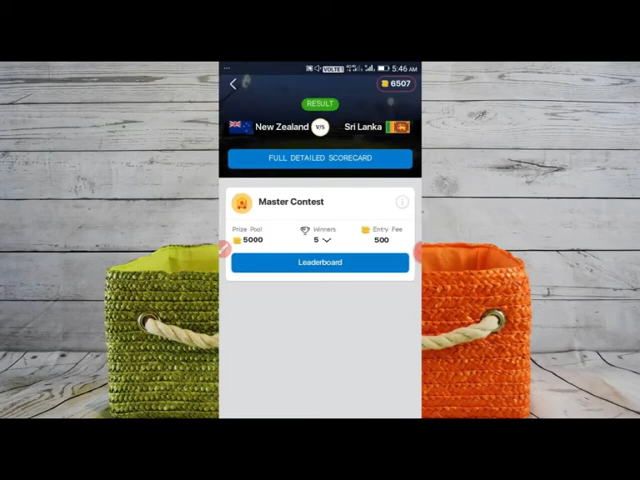 VOLTE 5:46 AM
6507
RESULT
New Zealand V/S Sri Lanka
FULL DETAILED SCORECARD
Master Contest
Prize Pool Winners Entry Fee
5000 5 500
Leaderboard